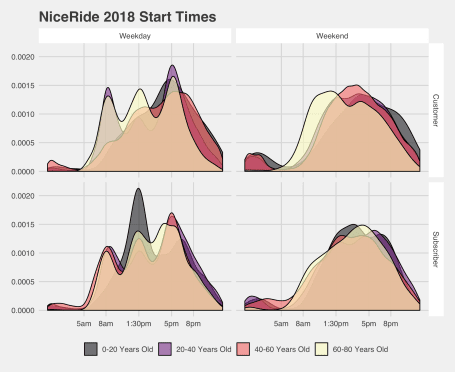 NiceRide 2018 Start Times
Weekday
Weekend
0.0020
0.0015
0.0010
0.0005
0.0000
Customer
0.0020
0.0015
0.0010
0.0005
0.0000
Subscriber
5am 8am 1:30pm 5pm 8pm
5am 8am 1:30pm 5pm 8pm
0-20 Years Old 20-40 Years Old 40-60 Years Old 60-80 Years Old